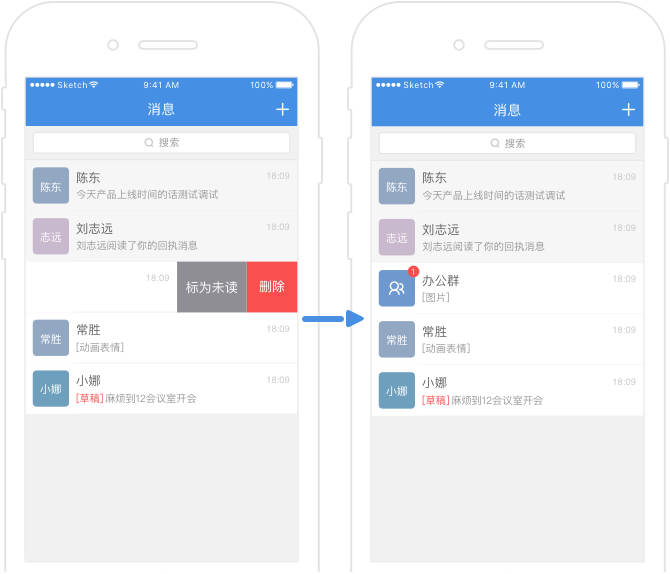 Sketch 9:41 AM 100%
消息
搜索
陈东 陈东 18:09
今天产品上线时间的话测试调试
志远 刘志远 18:09
刘志远阅读了你的回执消息
18:09 标为未读 删除
常胜 常胜 18:09
[动画表情]
小娜 小娜 18:09
[草稿] 麻烦到12会议室开会
Sketch 9:41 AM 100%
消息
搜索
陈东 陈东 18:09
今天产品上线时间的话测试调试
志远 刘志远 18:09
刘志远阅读了你的回执消息
1 办公群 18:09
[图片]
常胜 常胜 18:09
[动画表情]
小娜 小娜 18:09
[草稿] 麻烦到12会议室开会